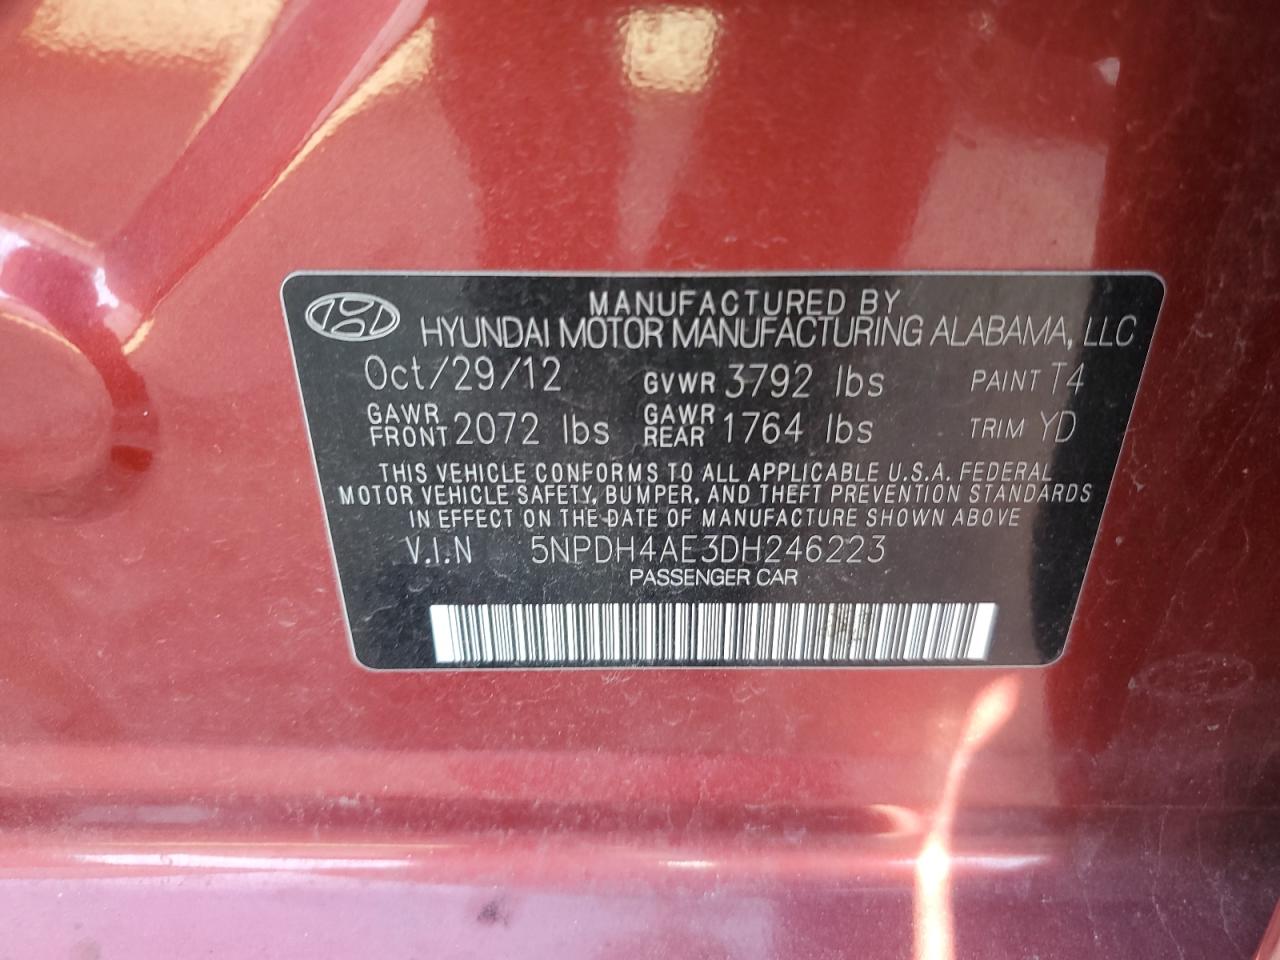 MANUFACTURED BY
HYUNDAI MOTOR MANUFACTURING ALABAMA, LLC
Oct/29/12 GVWR 3792 lbs PAINT T4
GAWR FRONT 2072 lbs GAWR REAR 1764 lbs TRIM YD
THIS VEHICLE CONFORMS TO ALL APPLICABLE U.S.A. FEDERAL
MOTOR VEHICLE SAFETY, BUMPER, AND THEFT PREVENTION STANDARDS
IN EFFECT ON THE DATE OF MANUFACTURE SHOWN ABOVE
V.I.N 5NPDH4AE3DH246223
PASSENGER CAR